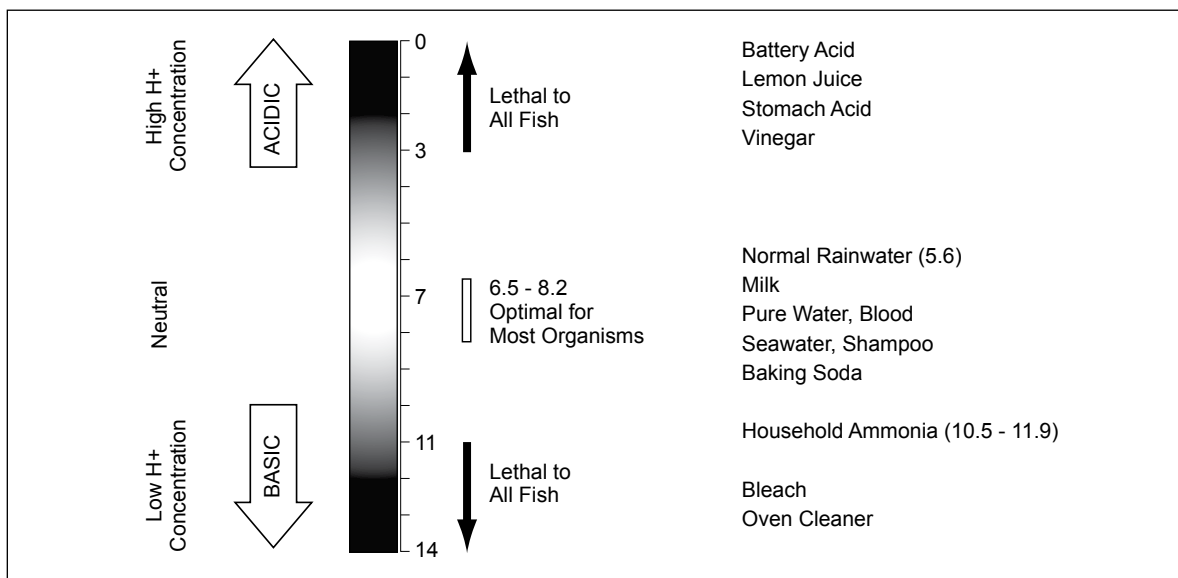 High H+
Concentration
ACIDIC
Neutral
BASIC
Low H+
Concentration
0
3
7
11
14
Lethal to
All Fish
6.5 - 8.2
Optimal for
Most Organisms
Lethal to
All Fish
Battery Acid
Lemon Juice
Stomach Acid
Vinegar
Normal Rainwater (5.6)
Milk
Pure Water, Blood
Seawater, Shampoo
Baking Soda
Household Ammonia (10.5 - 11.9)
Bleach
Oven Cleaner